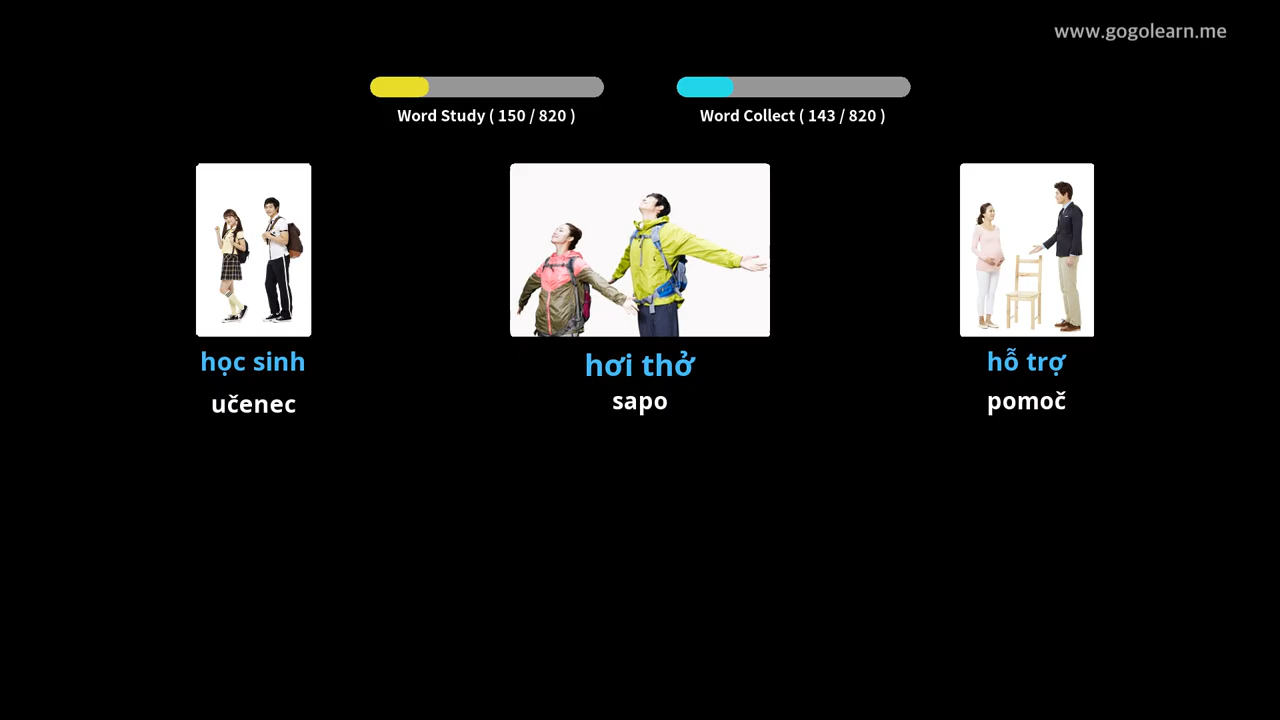 www.gogolearn.me
Word Study ( 150 / 820 )
Word Collect ( 143 / 820 )
học sinh
učenec
hơi thở
sapo
hỗ trợ
pomoč